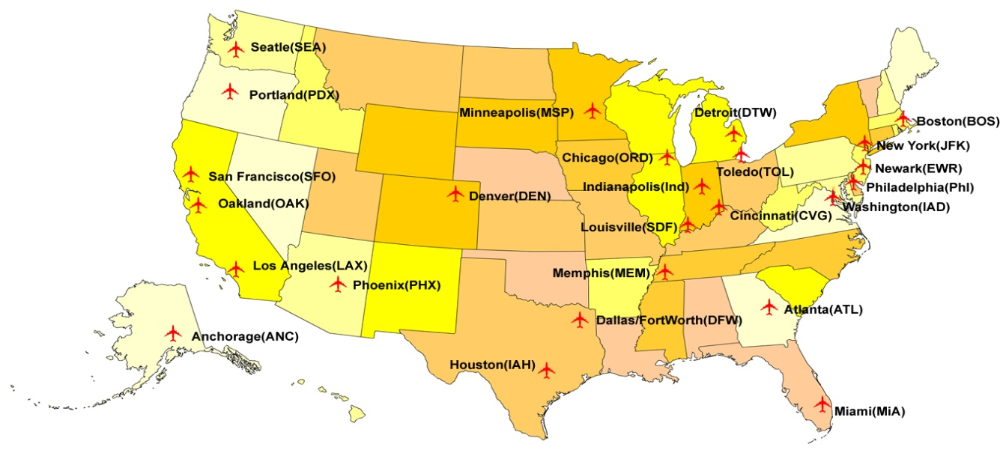 Seatle(SEA)
Portland(PDX)
Minneapolis(MSP)
Detroit(DTW)
Boston(BOS)
New York(JFK)
Chicago(ORD)
Newark(EWR)
Toledo(TOL)
San Francisco(SFO)
Indianapolis(Ind)
Philadelphia(Phl)
Denver(DEN)
Oakland(OAK)
Washington(IAD)
Cincinnati(CVG)
Louisville(SDF)
Los Angeles(LAX)
Memphis(MEM)
Phoenix(PHX)
Atlanta(ATL)
Dallas/FortWorth(DFW)
Anchorage(ANC)
Houston(IAH)
Miami(MiA)